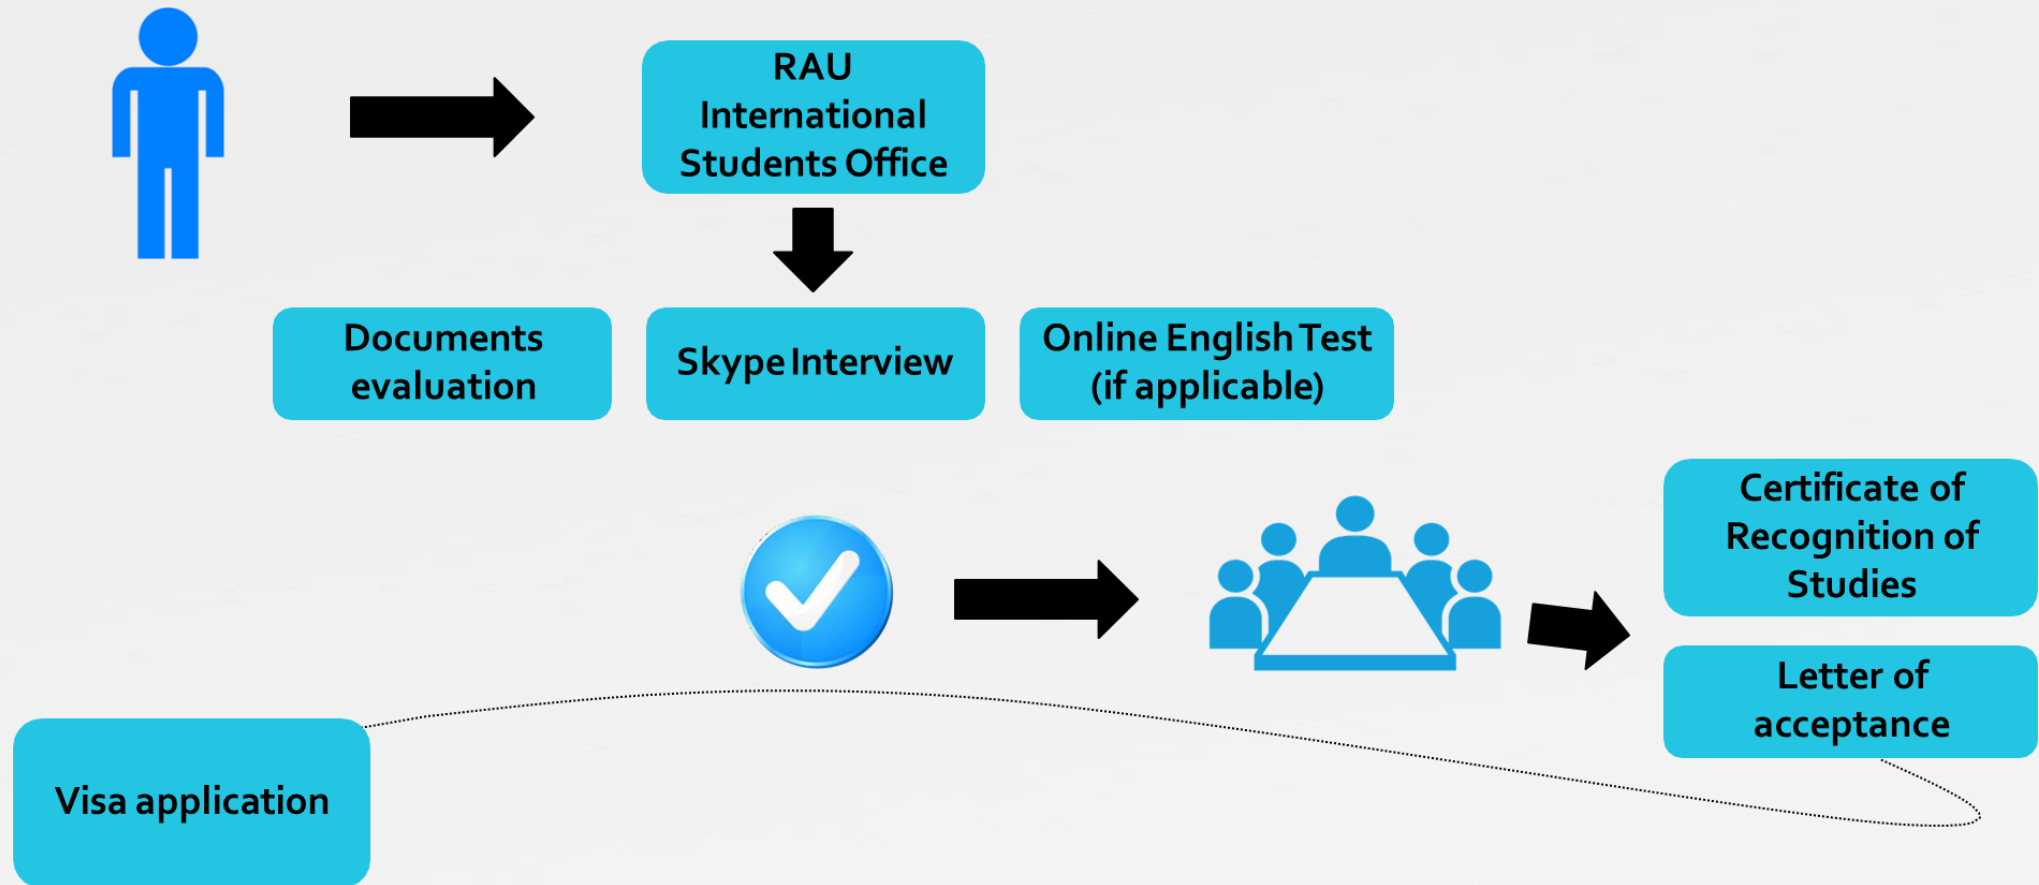 RAU
International
Students Office
Documents
evaluation
Skype Interview
Online English Test
(if applicable)
Certificate of
Recognition of
Studies
Letter of
acceptance
Visa application